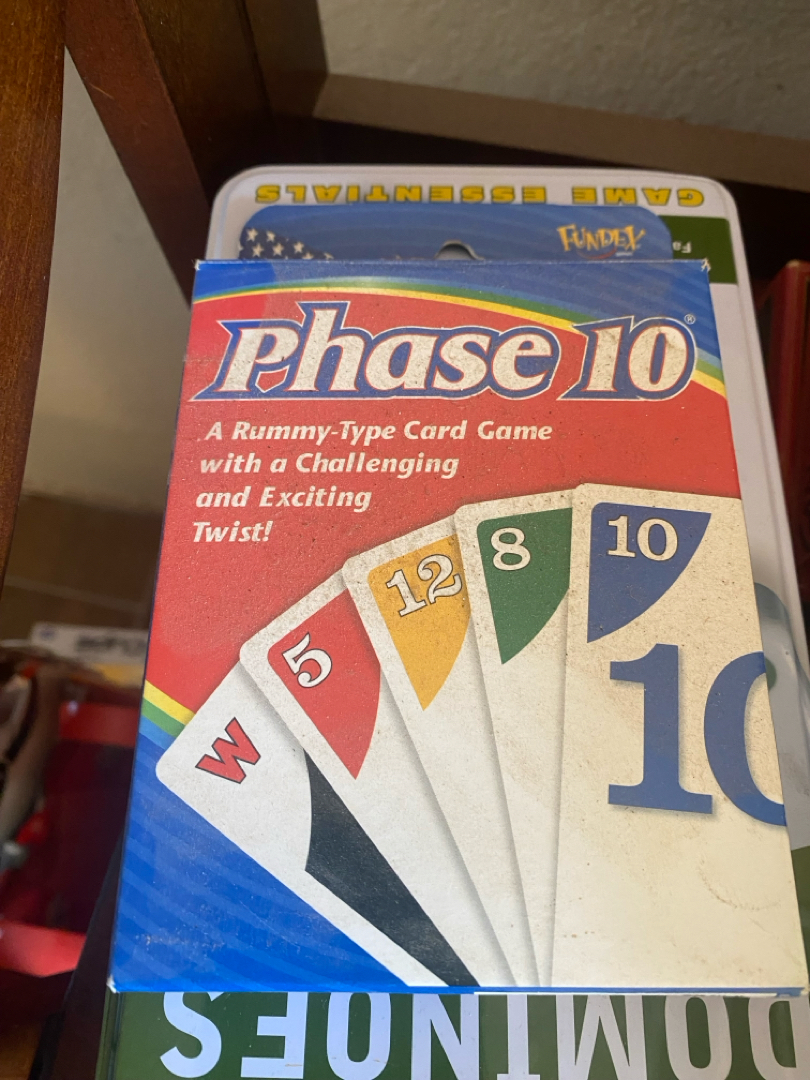 GAME ESSENTIALS
FUNDEX
Fa
Phase 10®
A Rummy-Type Card Game
with a Challenging
and Exciting
Twist!
10
8
12
5
W
10
DOMINOES